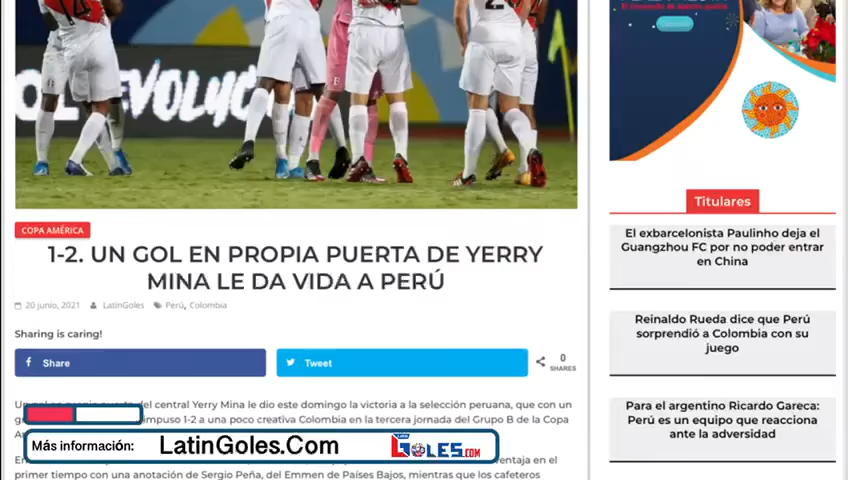 EVOLUC
COPA AMÉRICA
1-2. UN GOL EN PROPIA PUERTA DE YERRY
MINA LE DA VIDA A PERÚ
20 junio, 2021 LatinGoles Perú, Colombia
Sharing is caring!
Share
Tweet
0
SHARES
del central Yerry Mina le dio este domingo la victoria a la selección peruana, que con un
impuso 1-2 a una poco creativa Colombia en la tercera jornada del Grupo B de la Copa
Más información: LatinGoles.Com GOLES.COM
entaja en el
primer tiempo con una anotación de Sergio Peña, del Emmen de Países Bajos, mientras que los cafeteros
Titulares
El exbarcelonista Paulinho deja el
Guangzhou FC por no poder entrar
en China
Reinaldo Rueda dice que Perú
sorprendió a Colombia con su
juego
Para el argentino Ricardo Gareca:
Perú es un equipo que reacciona
ante la adversidad